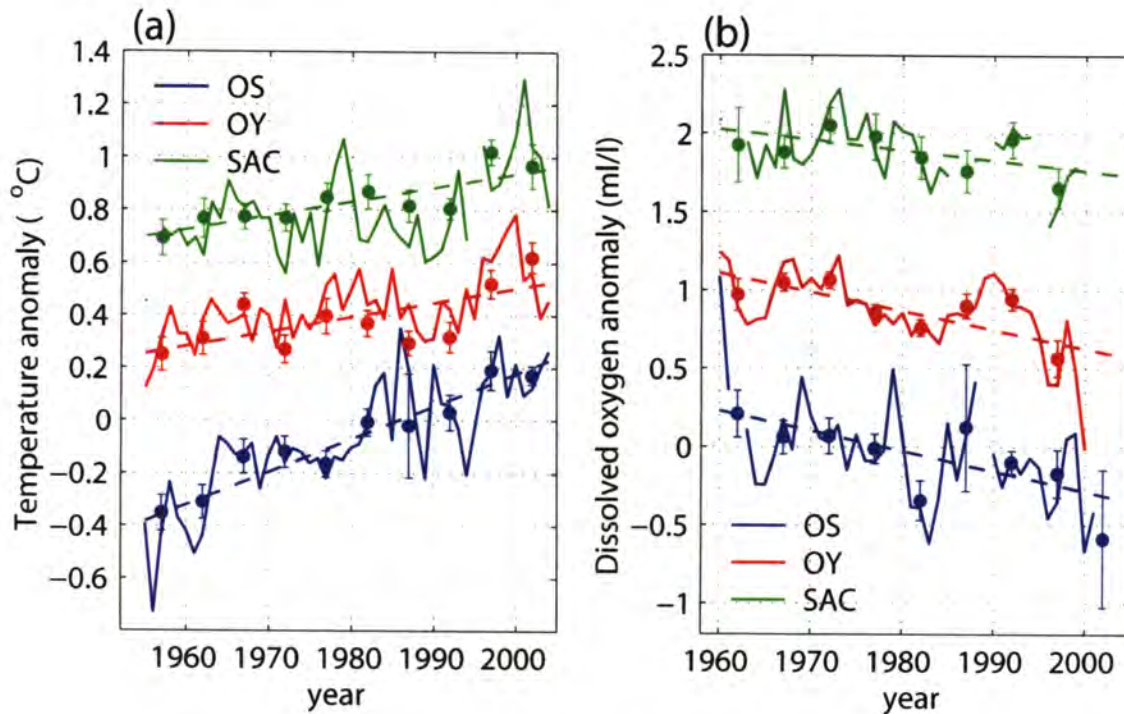 (a)
Temperature anomaly ( °C)
1.4
1.2
1
0.8
0.6
0.4
0.2
0
−0.2
−0.4
−0.6
OS
OY
SAC
1960 1970 1980 1990 2000
year
(b)
Dissolved oxygen anomaly (ml/l)
2.5
2
1.5
1
0.5
0
−0.5
−1
OS
OY
SAC
1960 1970 1980 1990 2000
year